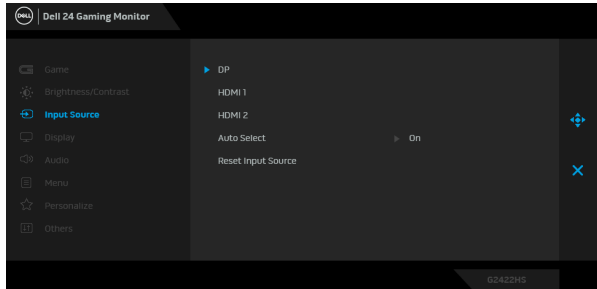 DELL Dell 24 Gaming Monitor
Game
Brightness/Contrast
Input Source
Display
Audio
Menu
Personalize
Others
DP
HDMI 1
HDMI 2
Auto Select On
Reset Input Source
G2422HS